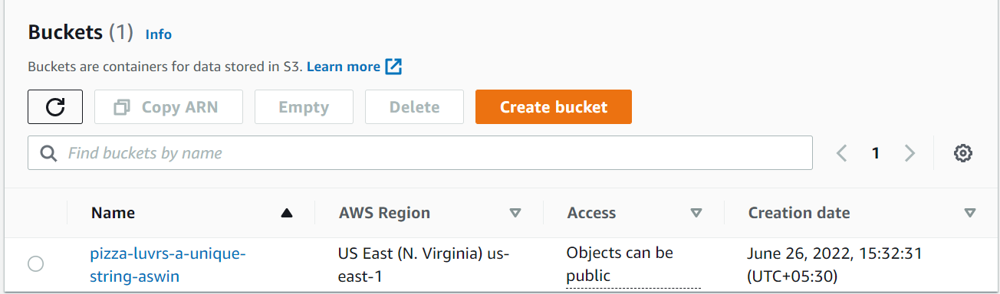 Buckets (1) Info
Buckets are containers for data stored in S3. Learn more
Copy ARN Empty Delete Create bucket
Find buckets by name 1
Name AWS Region Access Creation date
pizza-luvrs-a-unique- US East (N. Virginia) us- Objects can be June 26, 2022, 15:32:31
string-aswin east-1 public (UTC+05:30)